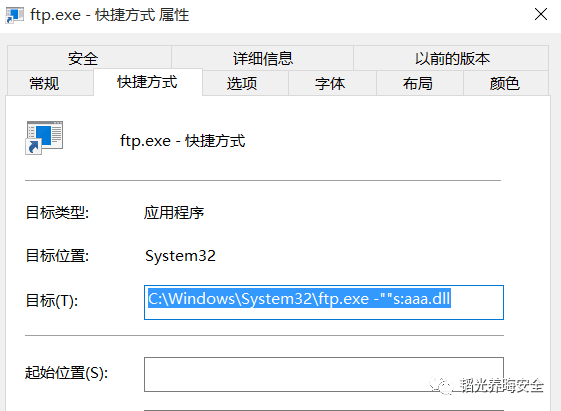 ftp.exe - 快捷方式 属性
安全 详细信息 以前的版本
常规 快捷方式 选项 字体 布局 颜色
ftp.exe - 快捷方式
目标类型: 应用程序
目标位置: System32
目标(T): C:\Windows\System32\ftp.exe -""s:aaa.dll
起始位置(S):
韬光养晦安全